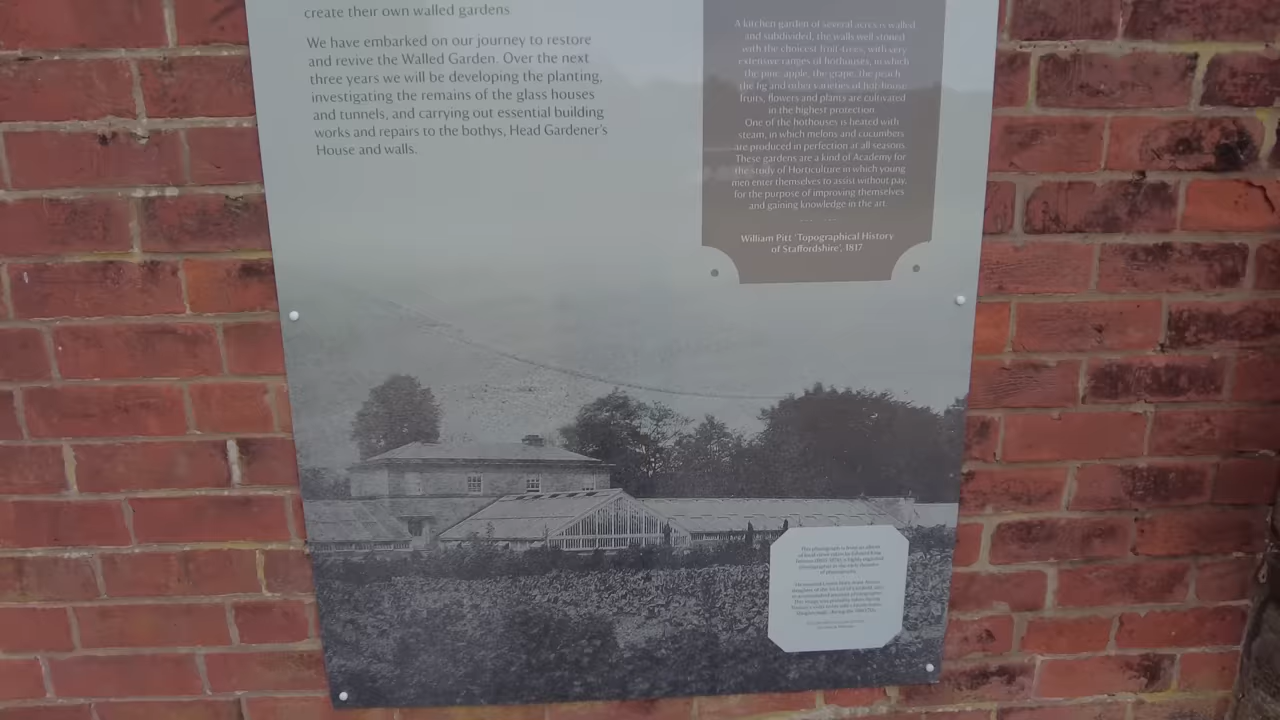 create their own walled gardens.
We have embarked on our journey to restore
and revive the Walled Garden. Over the next
three years we will be developing the planting,
investigating the remains of the glass houses
and tunnels, and carrying out essential building
works and repairs to the bothys, Head Gardener's
House and walls.
A kitchen garden of several acres is walled
and subdivided, the walls well stored
with the choicest fruit-trees, with very
extensive ranges of hothouses, in which
the pine-apple, the grape, the peach
the fig and other varieties of hot-house
fruits, flowers and plants are cultivated
in the highest protection.
One of the hothouses is heated with
steam, in which melons and cucumbers
are produced in perfection at all seasons.
These gardens are a kind of Academy for
the study of Horticulture in which young
men enter themselves to assist without pay,
for the purpose of improving themselves
and gaining knowledge in the art.
William Pitt 'Topographical History
of Staffordshire', 1817
This photograph is from an album